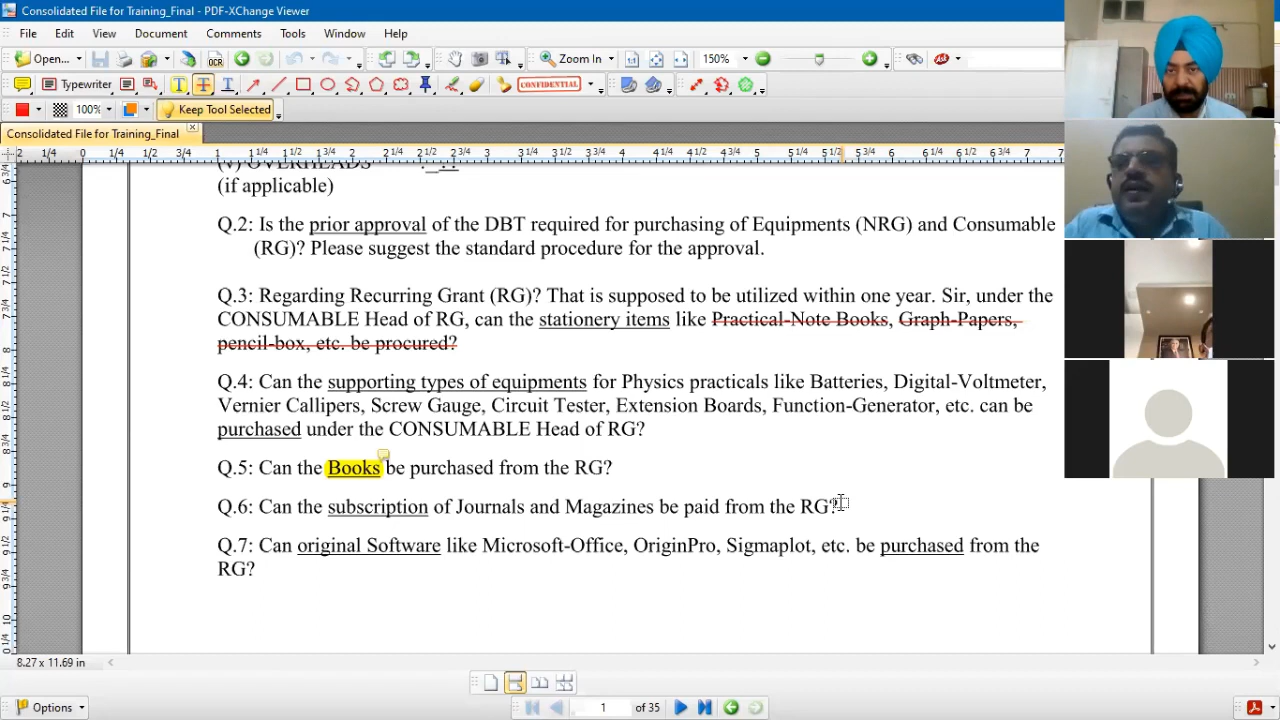 Consolidated File for Training_Final - PDF-XChange Viewer
File Edit View Document Comments Tools Window Help
Open... OCR Zoom In 150%
Typewriter CONFIDENTIAL
100% Keep Tool Selected
Consolidated File for Training_Final
(v) OVERHEADS
(if applicable)
Q.2: Is the prior approval of the DBT required for purchasing of Equipments (NRG) and Consumable
(RG)? Please suggest the standard procedure for the approval.
Q.3: Regarding Recurring Grant (RG)? That is supposed to be utilized within one year. Sir, under the
CONSUMABLE Head of RG, can the stationery items like Practical-Note Books, Graph-Papers,
pencil-box, etc. be procured?
Q.4: Can the supporting types of equipments for Physics practicals like Batteries, Digital-Voltmeter,
Vernier Callipers, Screw Gauge, Circuit Tester, Extension Boards, Function-Generator, etc. can be
purchased under the CONSUMABLE Head of RG?
Q.5: Can the Books be purchased from the RG?
Q.6: Can the subscription of Journals and Magazines be paid from the RG?
Q.7: Can original Software like Microsoft-Office, OriginPro, Sigmaplot, etc. be purchased from the
RG?
8.27 x 11.69 in
Options 1 of 35